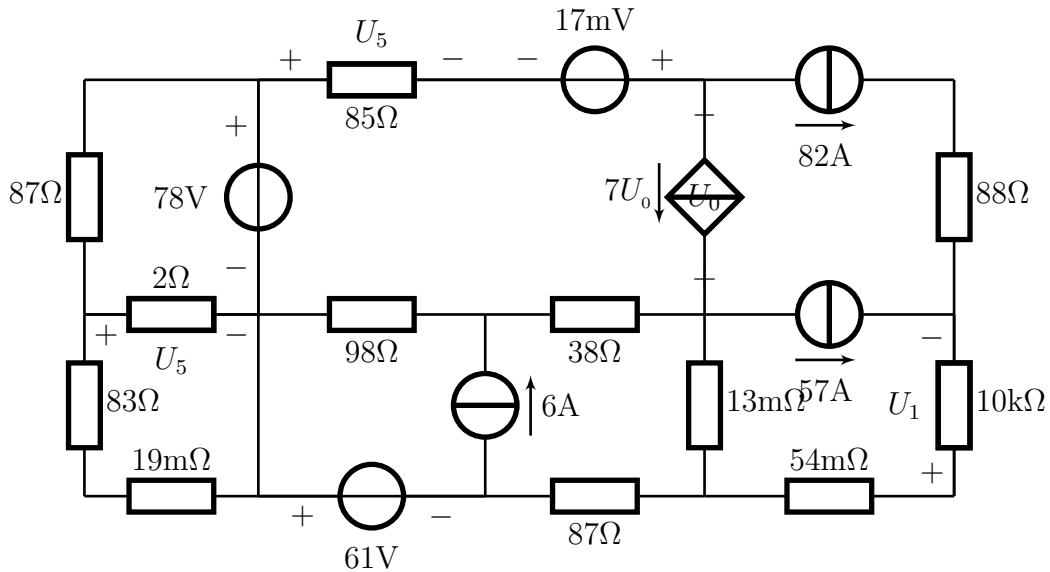 17mV
U5
+ − − +
85Ω
+
−
82A
87Ω
78V
7U0
U0
88Ω
−
2Ω
−
+ −
U5
98Ω
38Ω
57A
−
83Ω
6A
13mΩ
U1
10kΩ
19mΩ
54mΩ
+
+ −
61V
87Ω